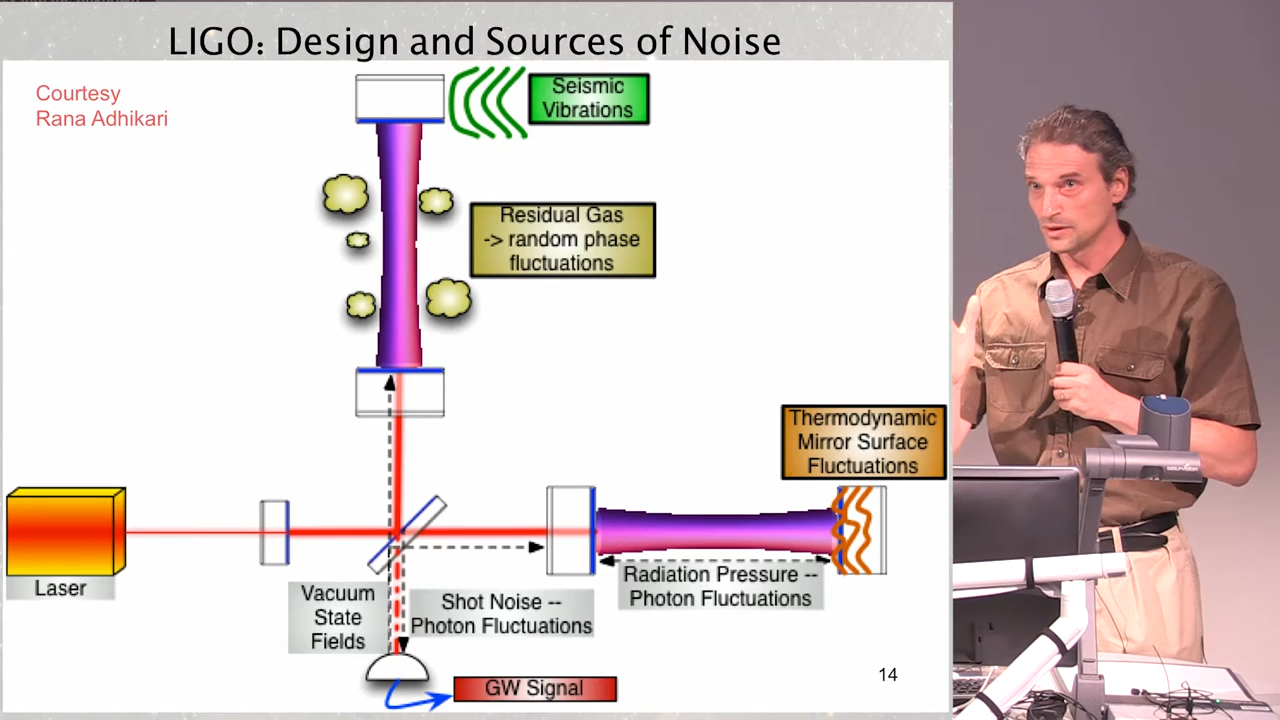 LIGO: Design and Sources of Noise
Courtesy
Rana Adhikari
Seismic
Vibrations
Residual Gas
-> random phase
fluctuations
Thermodynamic
Mirror Surface
Fluctuations
Laser
Vacuum
State
Fields
Shot Noise --
Photon Fluctuations
Radiation Pressure --
Photon Fluctuations
GW Signal
14